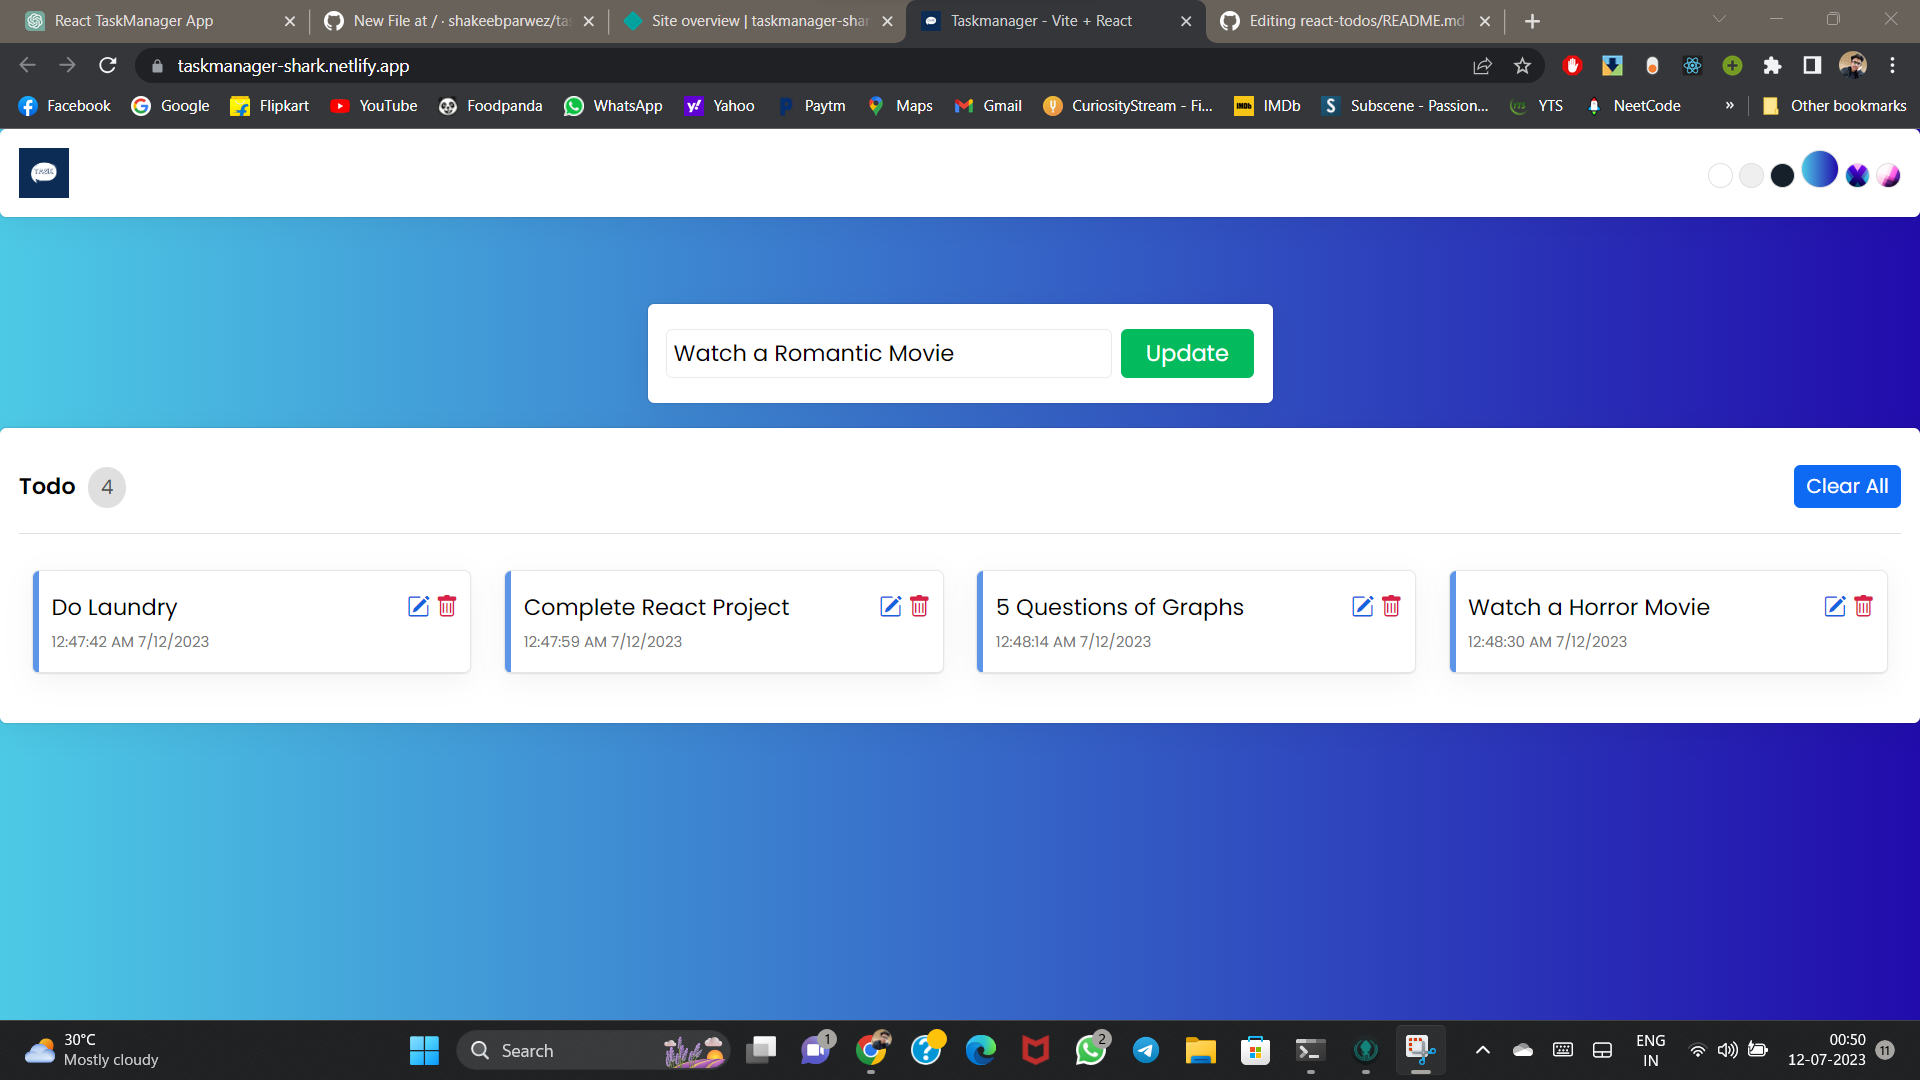 React TaskManager App
New File at / · shakeebparwez/tas
Site overview | taskmanager-shar
Taskmanager - Vite + React
Editing react-todos/README.md
taskmanager-shark.netlify.app
Facebook Google Flipkart YouTube Foodpanda WhatsApp Yahoo Paytm Maps Gmail CuriosityStream - Fi... IMDb Subscene - Passion... YTS NeetCode » Other bookmarks
TASK
Watch a Romantic Movie Update
Todo 4 Clear All
Do Laundry
12:47:42 AM 7/12/2023
Complete React Project
12:47:59 AM 7/12/2023
5 Questions of Graphs
12:48:14 AM 7/12/2023
Watch a Horror Movie
12:48:30 AM 7/12/2023
30°C
Mostly cloudy
Search
1
2
ENG
IN
00:50
12-07-2023
11